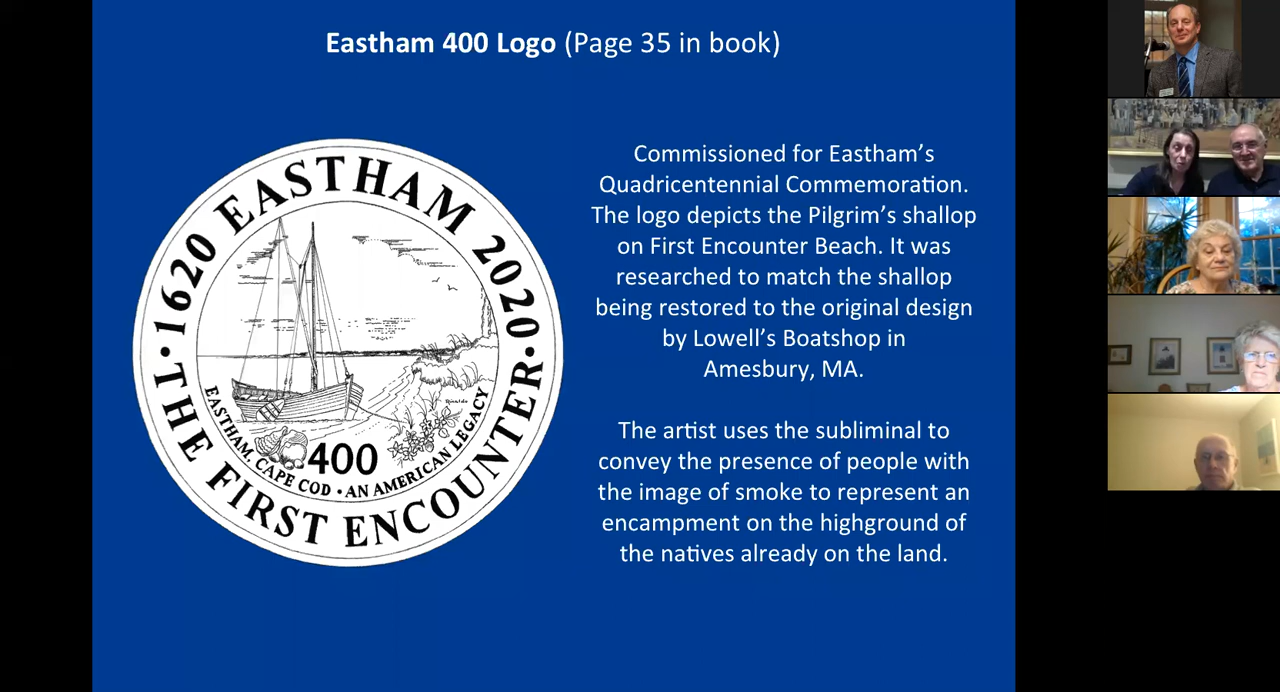 Eastham 400 Logo (Page 35 in book)
· 1620 EASTHAM 2020 ·
THE FIRST ENCOUNTER
Rinaldo
400
EASTHAM, CAPE COD · AN AMERICAN LEGACY
Commissioned for Eastham’s
Quadricentennial Commemoration.
The logo depicts the Pilgrim’s shallop
on First Encounter Beach. It was
researched to match the shallop
being restored to the original design
by Lowell’s Boatshop in
Amesbury, MA.
The artist uses the subliminal to
convey the presence of people with
the image of smoke to represent an
encampment on the highground of
the natives already on the land.